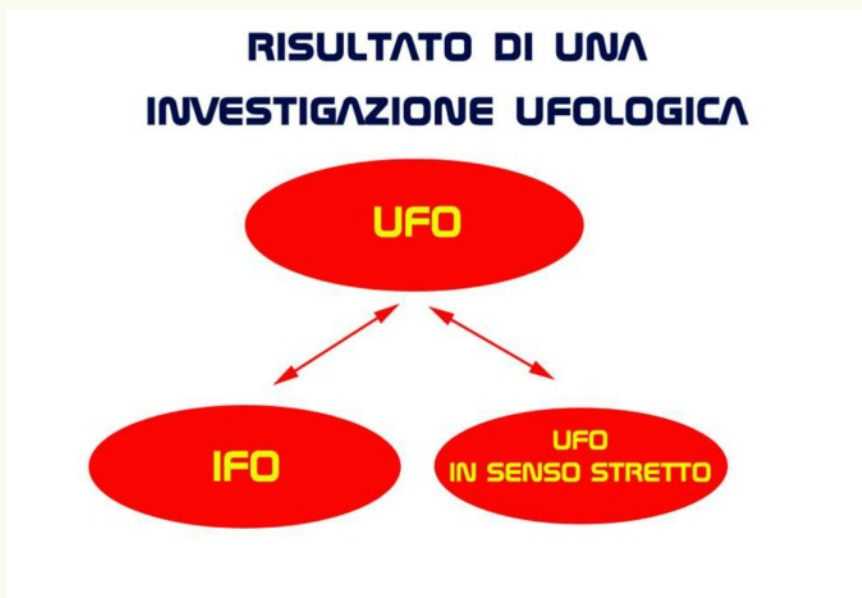 RISULTATO DI UNA
INVESTIGAZIONE UFOLOGICA
UFO
IFO
UFO
IN SENSO STRETTO